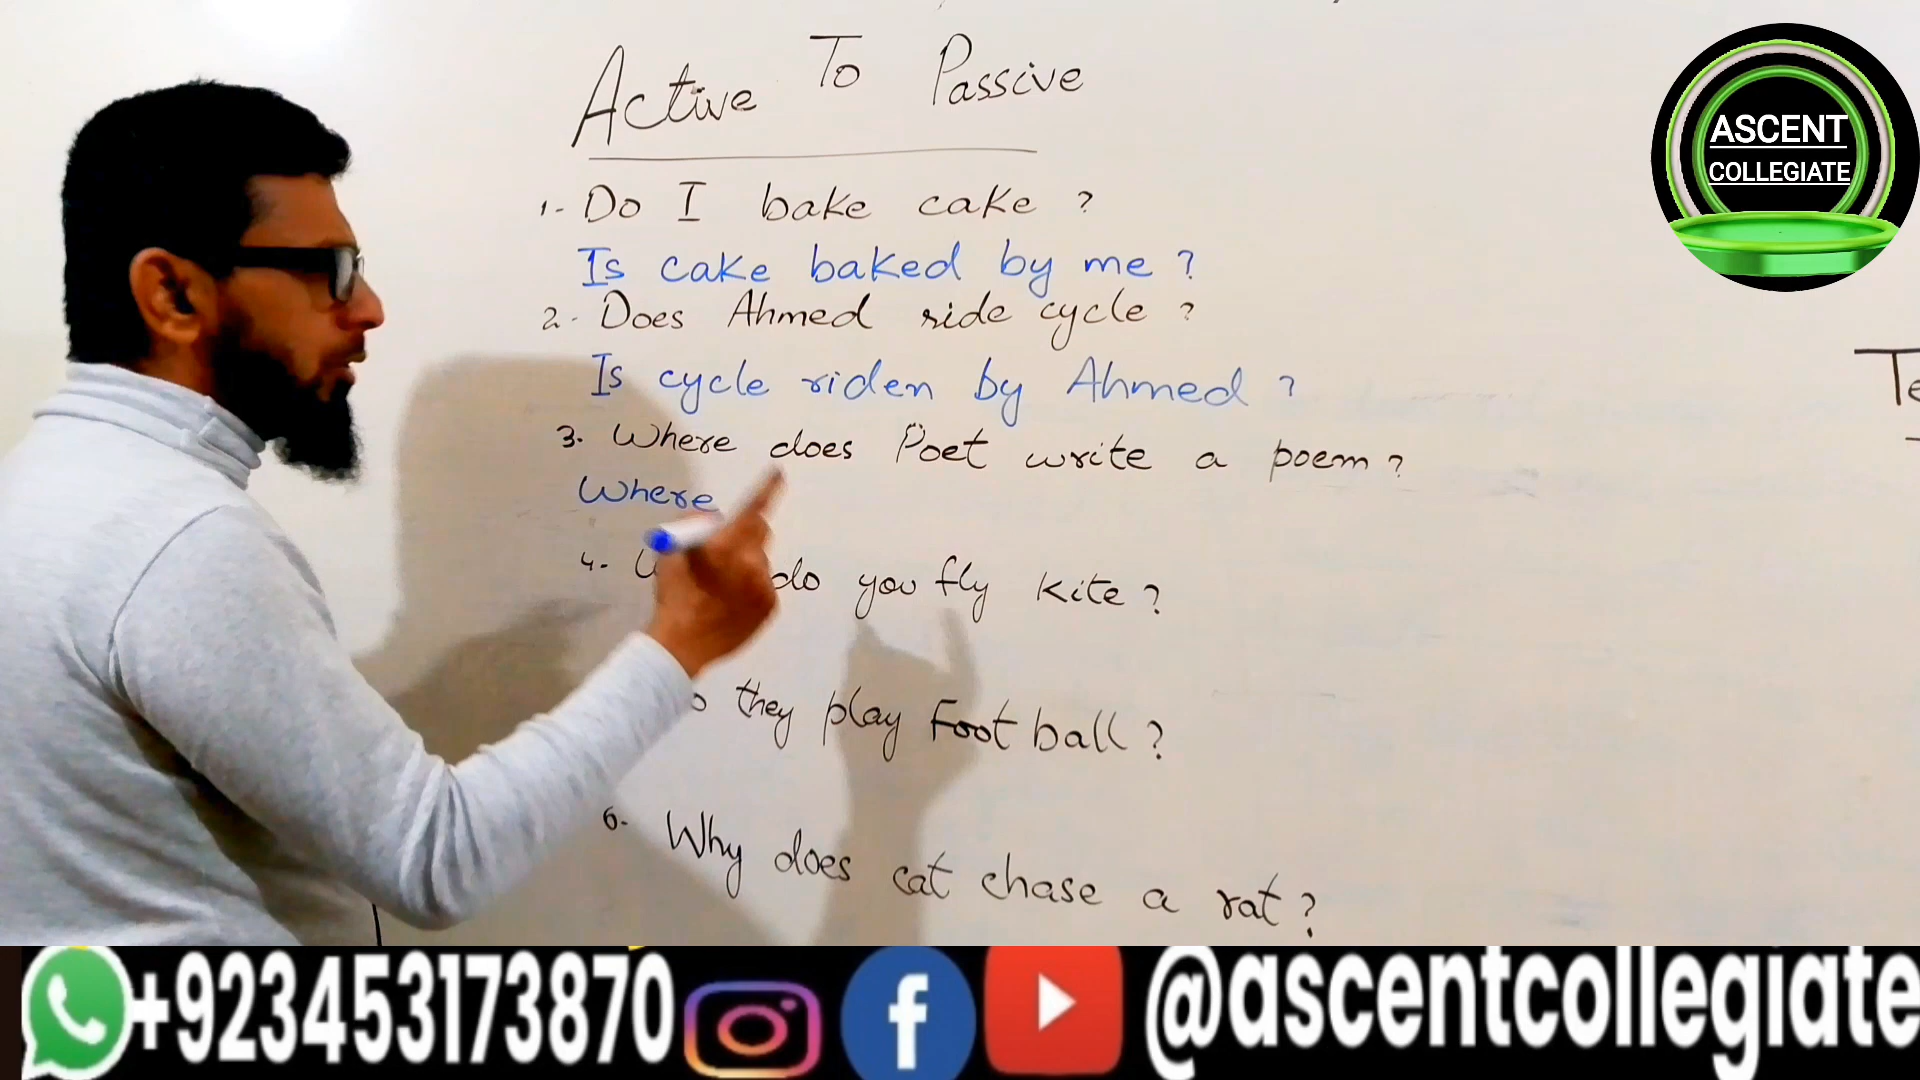 Active To Passive
ASCENT
COLLEGIATE
1- Do I bake cake ?
Is cake baked by me ?
2- Does Ahmed ride cycle ?
Is cycle riden by Ahmed ?
3- Where does Poet write a poem ?
Where
4- do you fly kite ?
they play Foot ball ?
6- Why does cat chase a rat ?
+923453173870 @ascentcollegiate